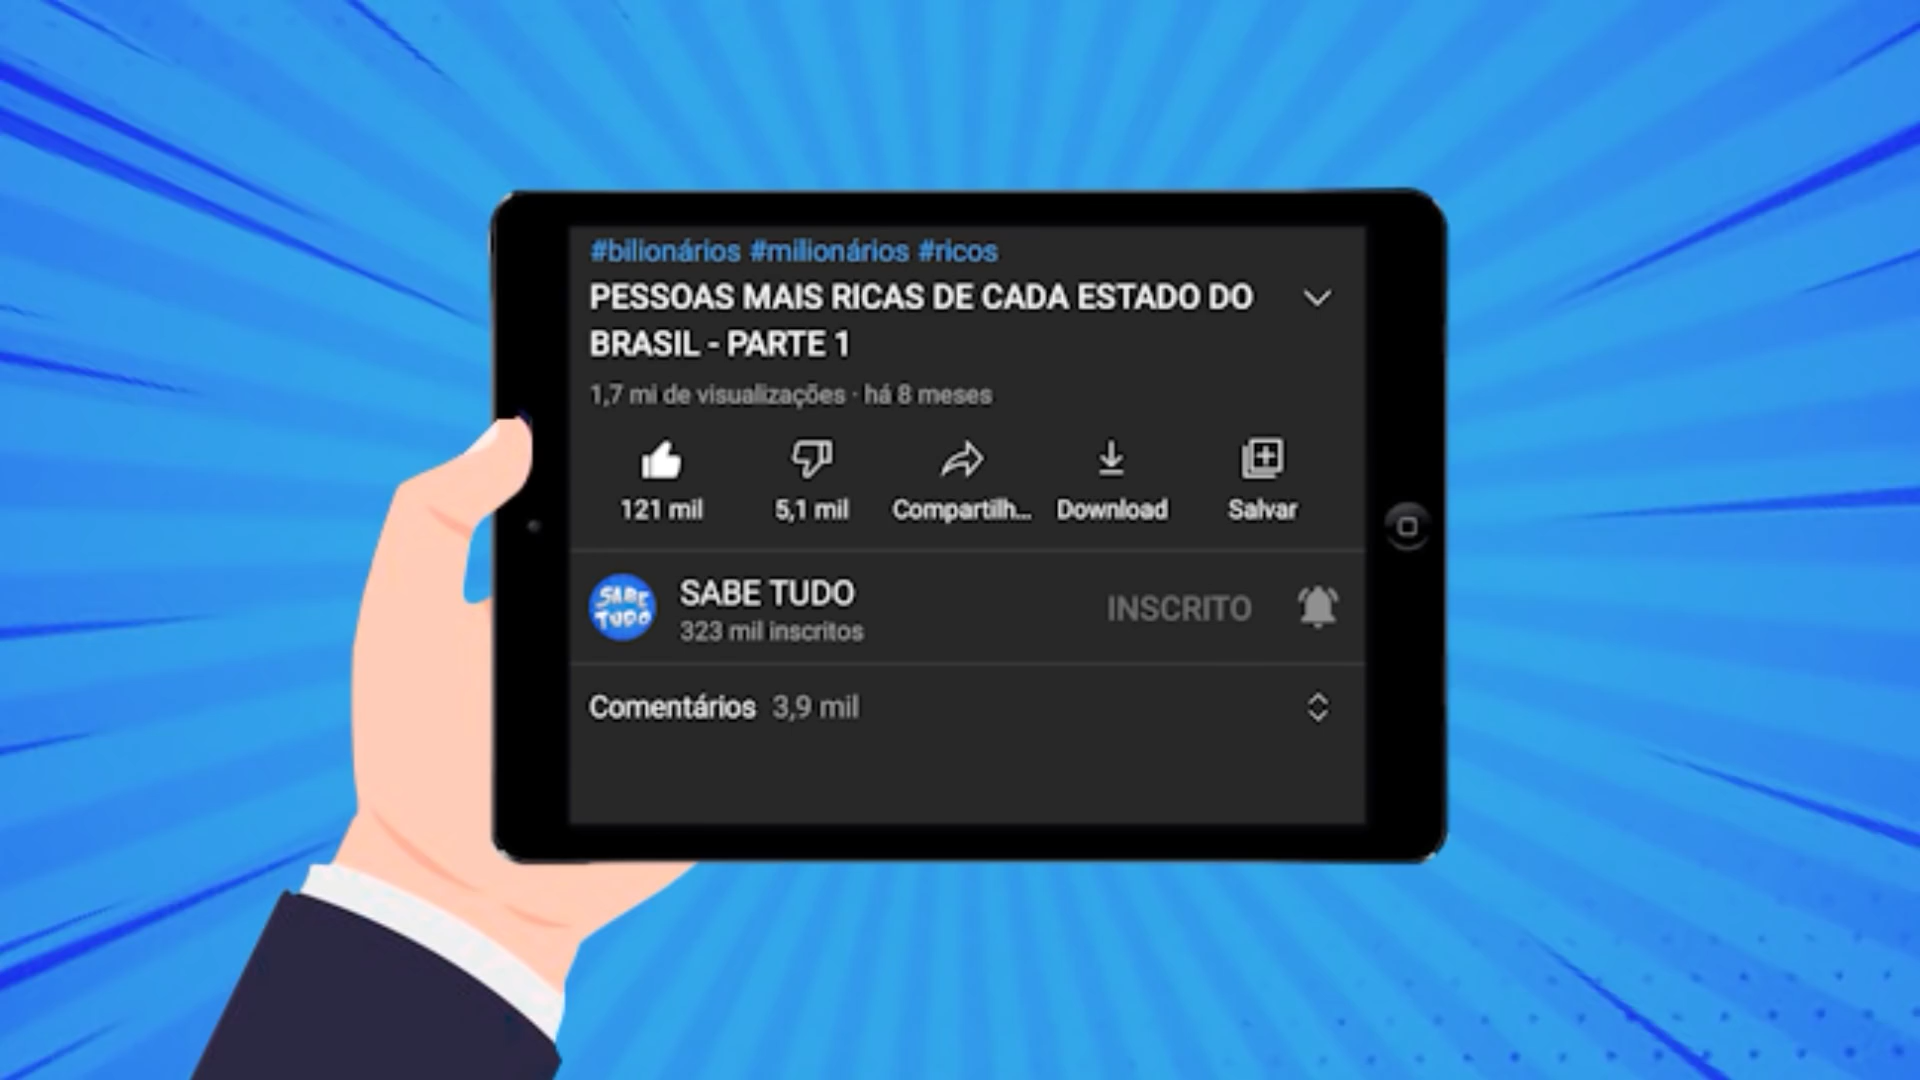 #bilionários #milionários #ricos
PESSOAS MAIS RICAS DE CADA ESTADO DO
BRASIL - PARTE 1
1,7 mi de visualizações · há 8 meses
121 mil
5,1 mil
Compartilh...
Download
Salvar
SABE TUDO
SABE TUDO
323 mil inscritos
INSCRITO
Comentários 3,9 mil